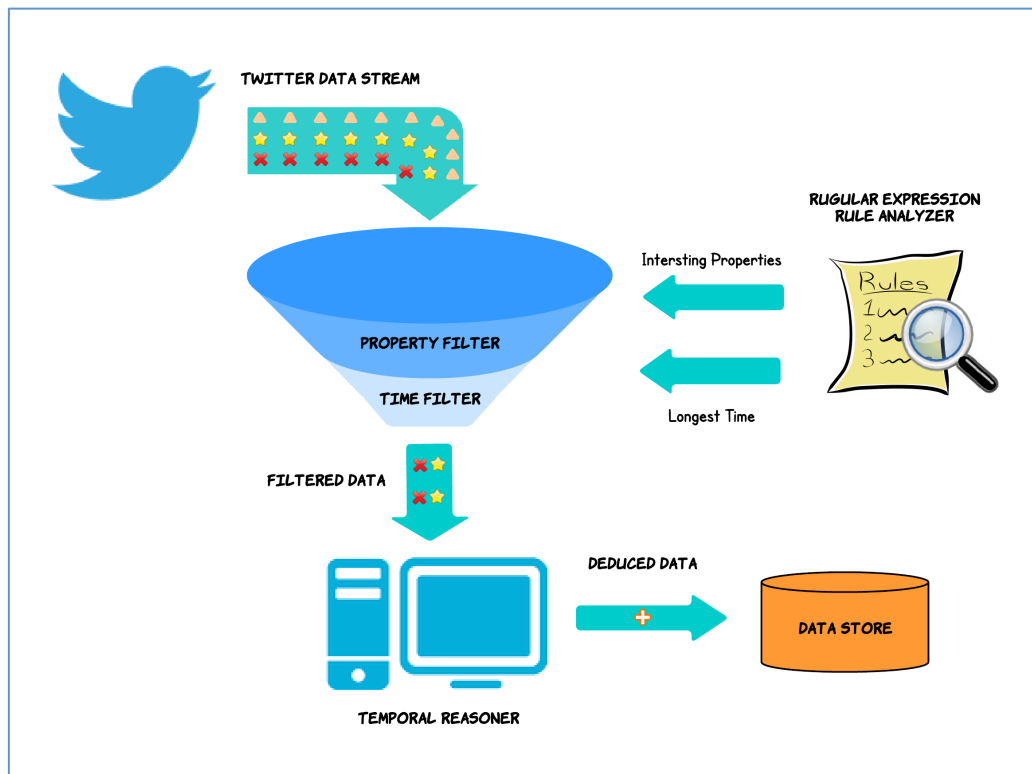 TWITTER DATA STREAM
RUGULAR EXPRESSION
RULE ANALYZER
Intersting Properties
Rules
1
2
3
PROPERTY FILTER
TIME FILTER
Longest Time
FILTERED DATA
DEDUCED DATA
DATA STORE
TEMPORAL REASONER